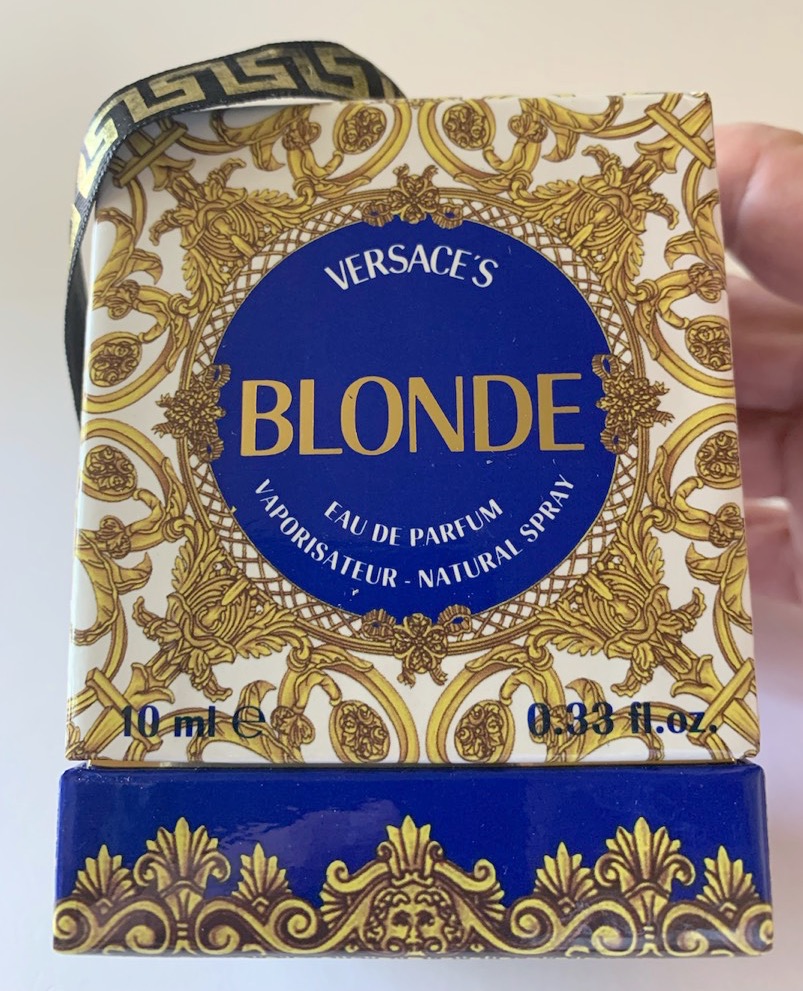 VERSACE'S
BLONDE
EAU DE PARFUM
VAPORISATEUR - NATURAL SPRAY
10 ml ℮
0.33 fl.oz.